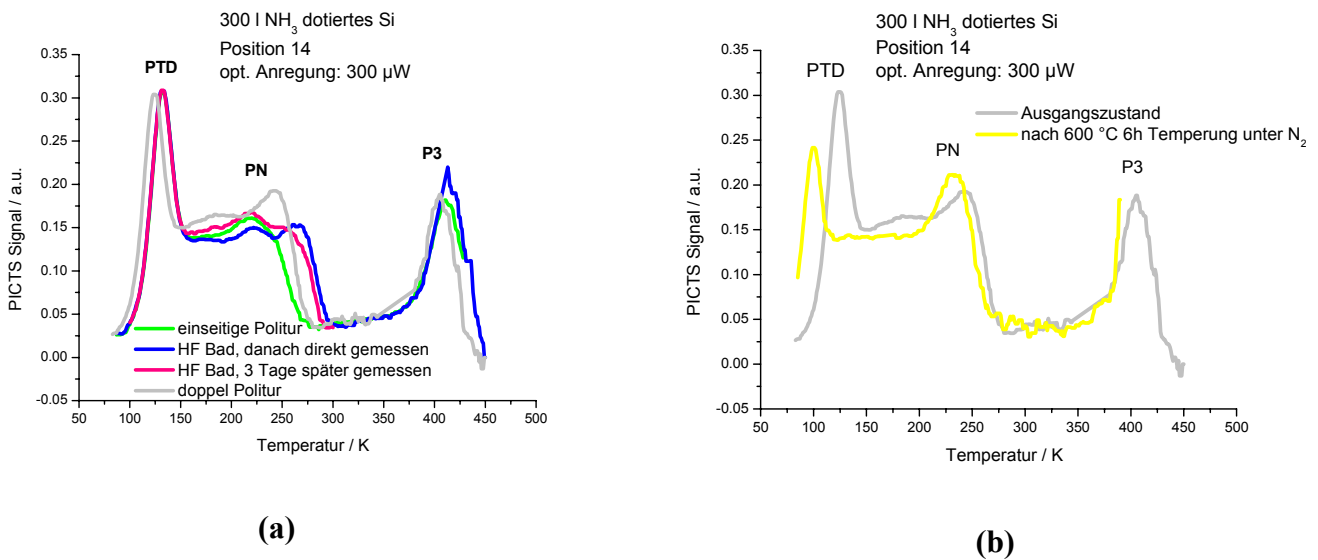 300 l NH3 dotiertes Si
Position 14
opt. Anregung: 300 µW
PTD
PN
P3
0.35
0.30
0.25
0.20
0.15
0.10
0.05
0.00
-0.05
PICTS Signal / a.u.
einseitige Politur
HF Bad, danach direkt gemessen
HF Bad, 3 Tage später gemessen
doppel Politur
50 100 150 200 250 300 350 400 450 500
Temperatur / K
(a)
300 l NH3 dotiertes Si
Position 14
opt. Anregung: 300 µW
PTD
PN
P3
Ausgangszustand
nach 600 °C 6h Temperung unter N2
0.35
0.30
0.25
0.20
0.15
0.10
0.05
0.00
-0.05
PICTS Signal / a.u.
50 100 150 200 250 300 350 400 450 500
Temperatur / K
(b)